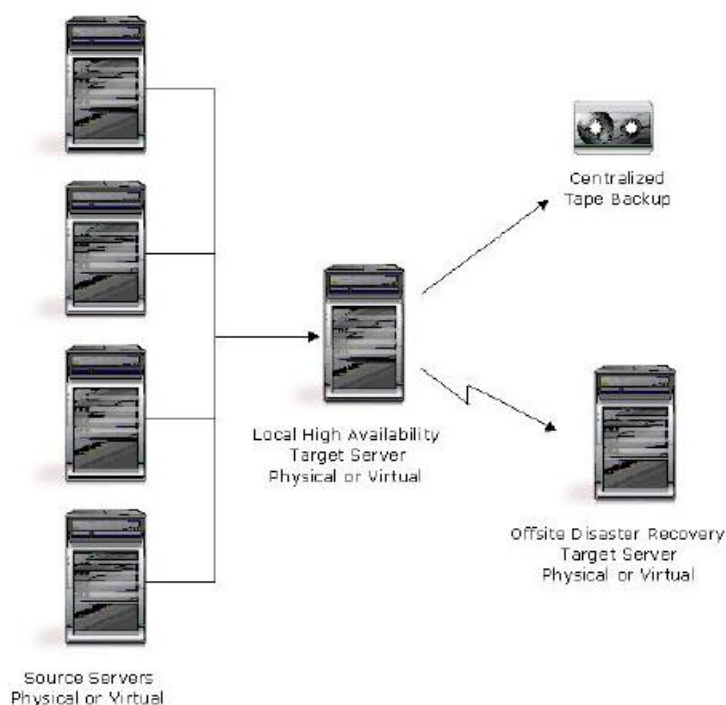 Centralized
Tape Backup
Local High Availability
Target Server
Physical or Virtual
Offsite Disaster Recovery
Target Server
Physical or Virtual
Source Servers
Physical or Virtual